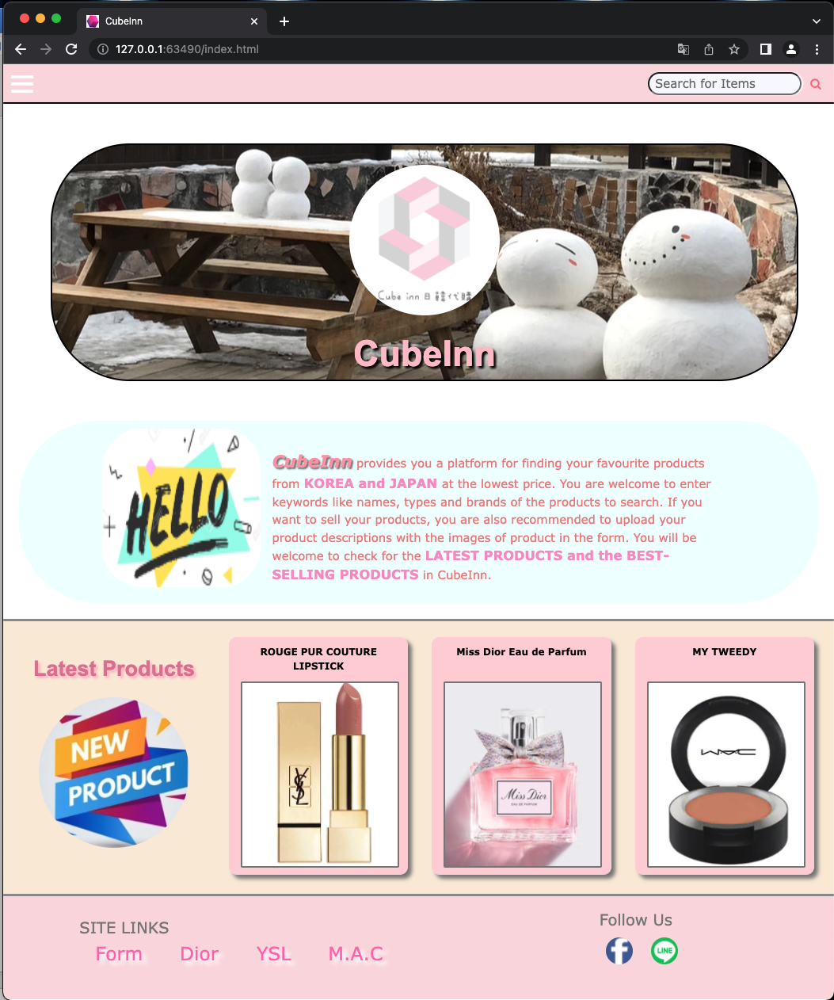 CubeInn
127.0.0.1:63490/index.html
Search for Items
Cube inn 日韓代購
CubeInn
HELLO
CubeInn provides you a platform for finding your favourite products
from KOREA and JAPAN at the lowest price. You are welcome to enter
keywords like names, types and brands of the products to search. If you
want to sell your products, you are also recommended to upload your
product descriptions with the images of product in the form. You will be
welcome to check for the LATEST PRODUCTS and the BEST-
SELLING PRODUCTS in CubeInn.
Latest Products
NEW
PRODUCT
ROUGE PUR COUTURE
LIPSTICK
YSL
Miss Dior Eau de Parfum
Miss Dior
EAU DE PARFUM
MY TWEEDY
MAC
SITE LINKS
Form Dior YSL M.A.C
Follow Us
f
LINE